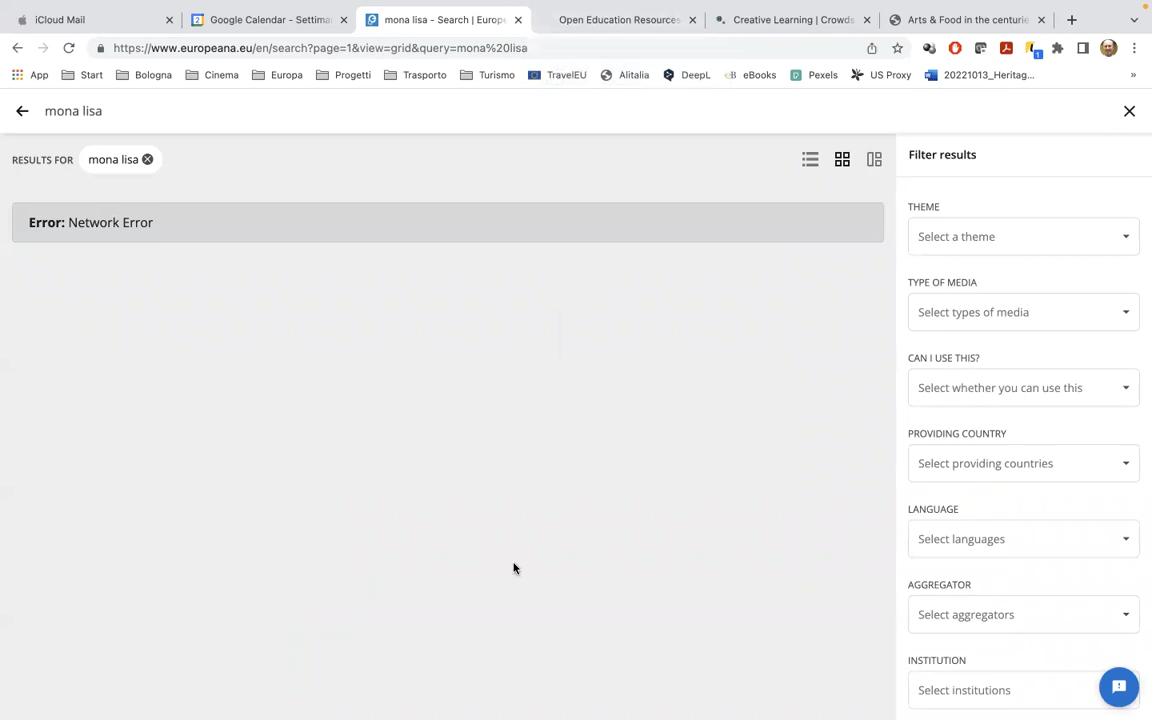 iCloud Mail
Google Calendar - Settima
mona lisa - Search | Europe
Open Education Resources
Creative Learning | Crowds
Arts & Food in the centurie
https://www.europeana.eu/en/search?page=1&view=grid&query=mona%20lisa
1
App
Start
Bologna
Cinema
Europa
Progetti
Trasporto
Turismo
TravelEU
Alitalia
DeepL
eBooks
Pexels
US Proxy
20221013_Heritag...
»
mona lisa
RESULTS FOR mona lisa
Filter results
Error: Network Error
THEME
Select a theme
TYPE OF MEDIA
Select types of media
CAN I USE THIS?
Select whether you can use this
PROVIDING COUNTRY
Select providing countries
LANGUAGE
Select languages
AGGREGATOR
Select aggregators
INSTITUTION
Select institutions